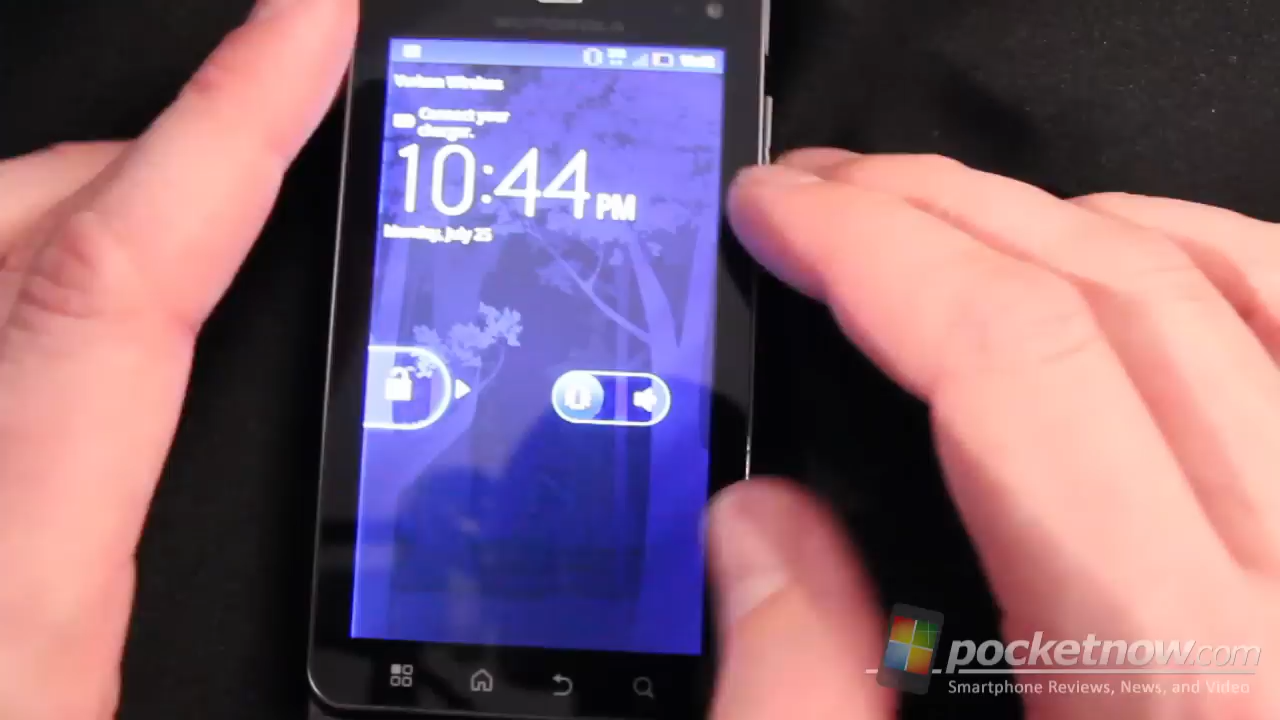 MOTOROLA
Verizon Wireless
Connect your
charger.
10:44 PM
Monday, July 25
pocketnow.com
Smartphone Reviews, News, and Video